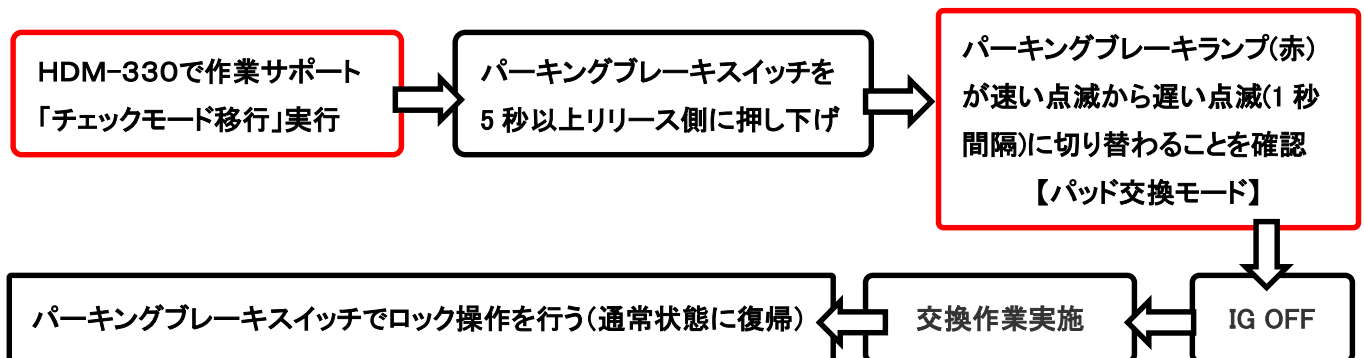 HDM-330で作業サポート
「チェックモード移行」実行
パーキングブレーキスイッチを
5 秒以上リリース側に押し下げ
パーキングブレーキランプ(赤)
が速い点滅から遅い点滅(1 秒
間隔)に切り替わることを確認
【パッド交換モード】
IG OFF
交換作業実施
パーキングブレーキスイッチでロック操作を行う(通常状態に復帰)